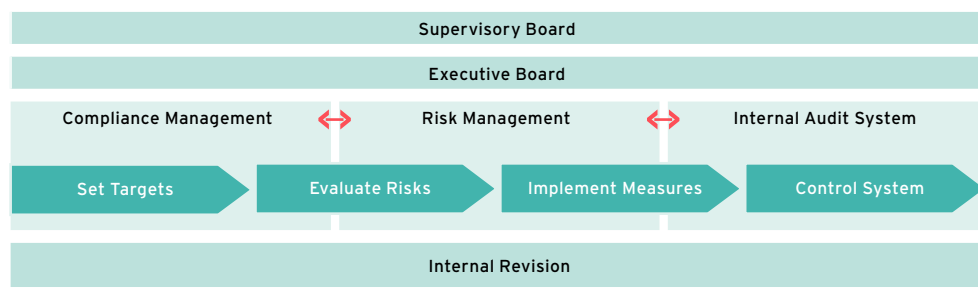 Supervisory Board
Executive Board
Compliance Management
Risk Management
Internal Audit System
Set Targets
Evaluate Risks
Implement Measures
Control System
Internal Revision